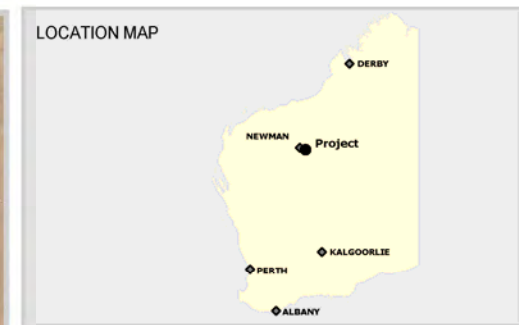 LOCATION MAP
DERBY
NEWMAN
Project
KALGOORLIE
PERTH
ALBANY